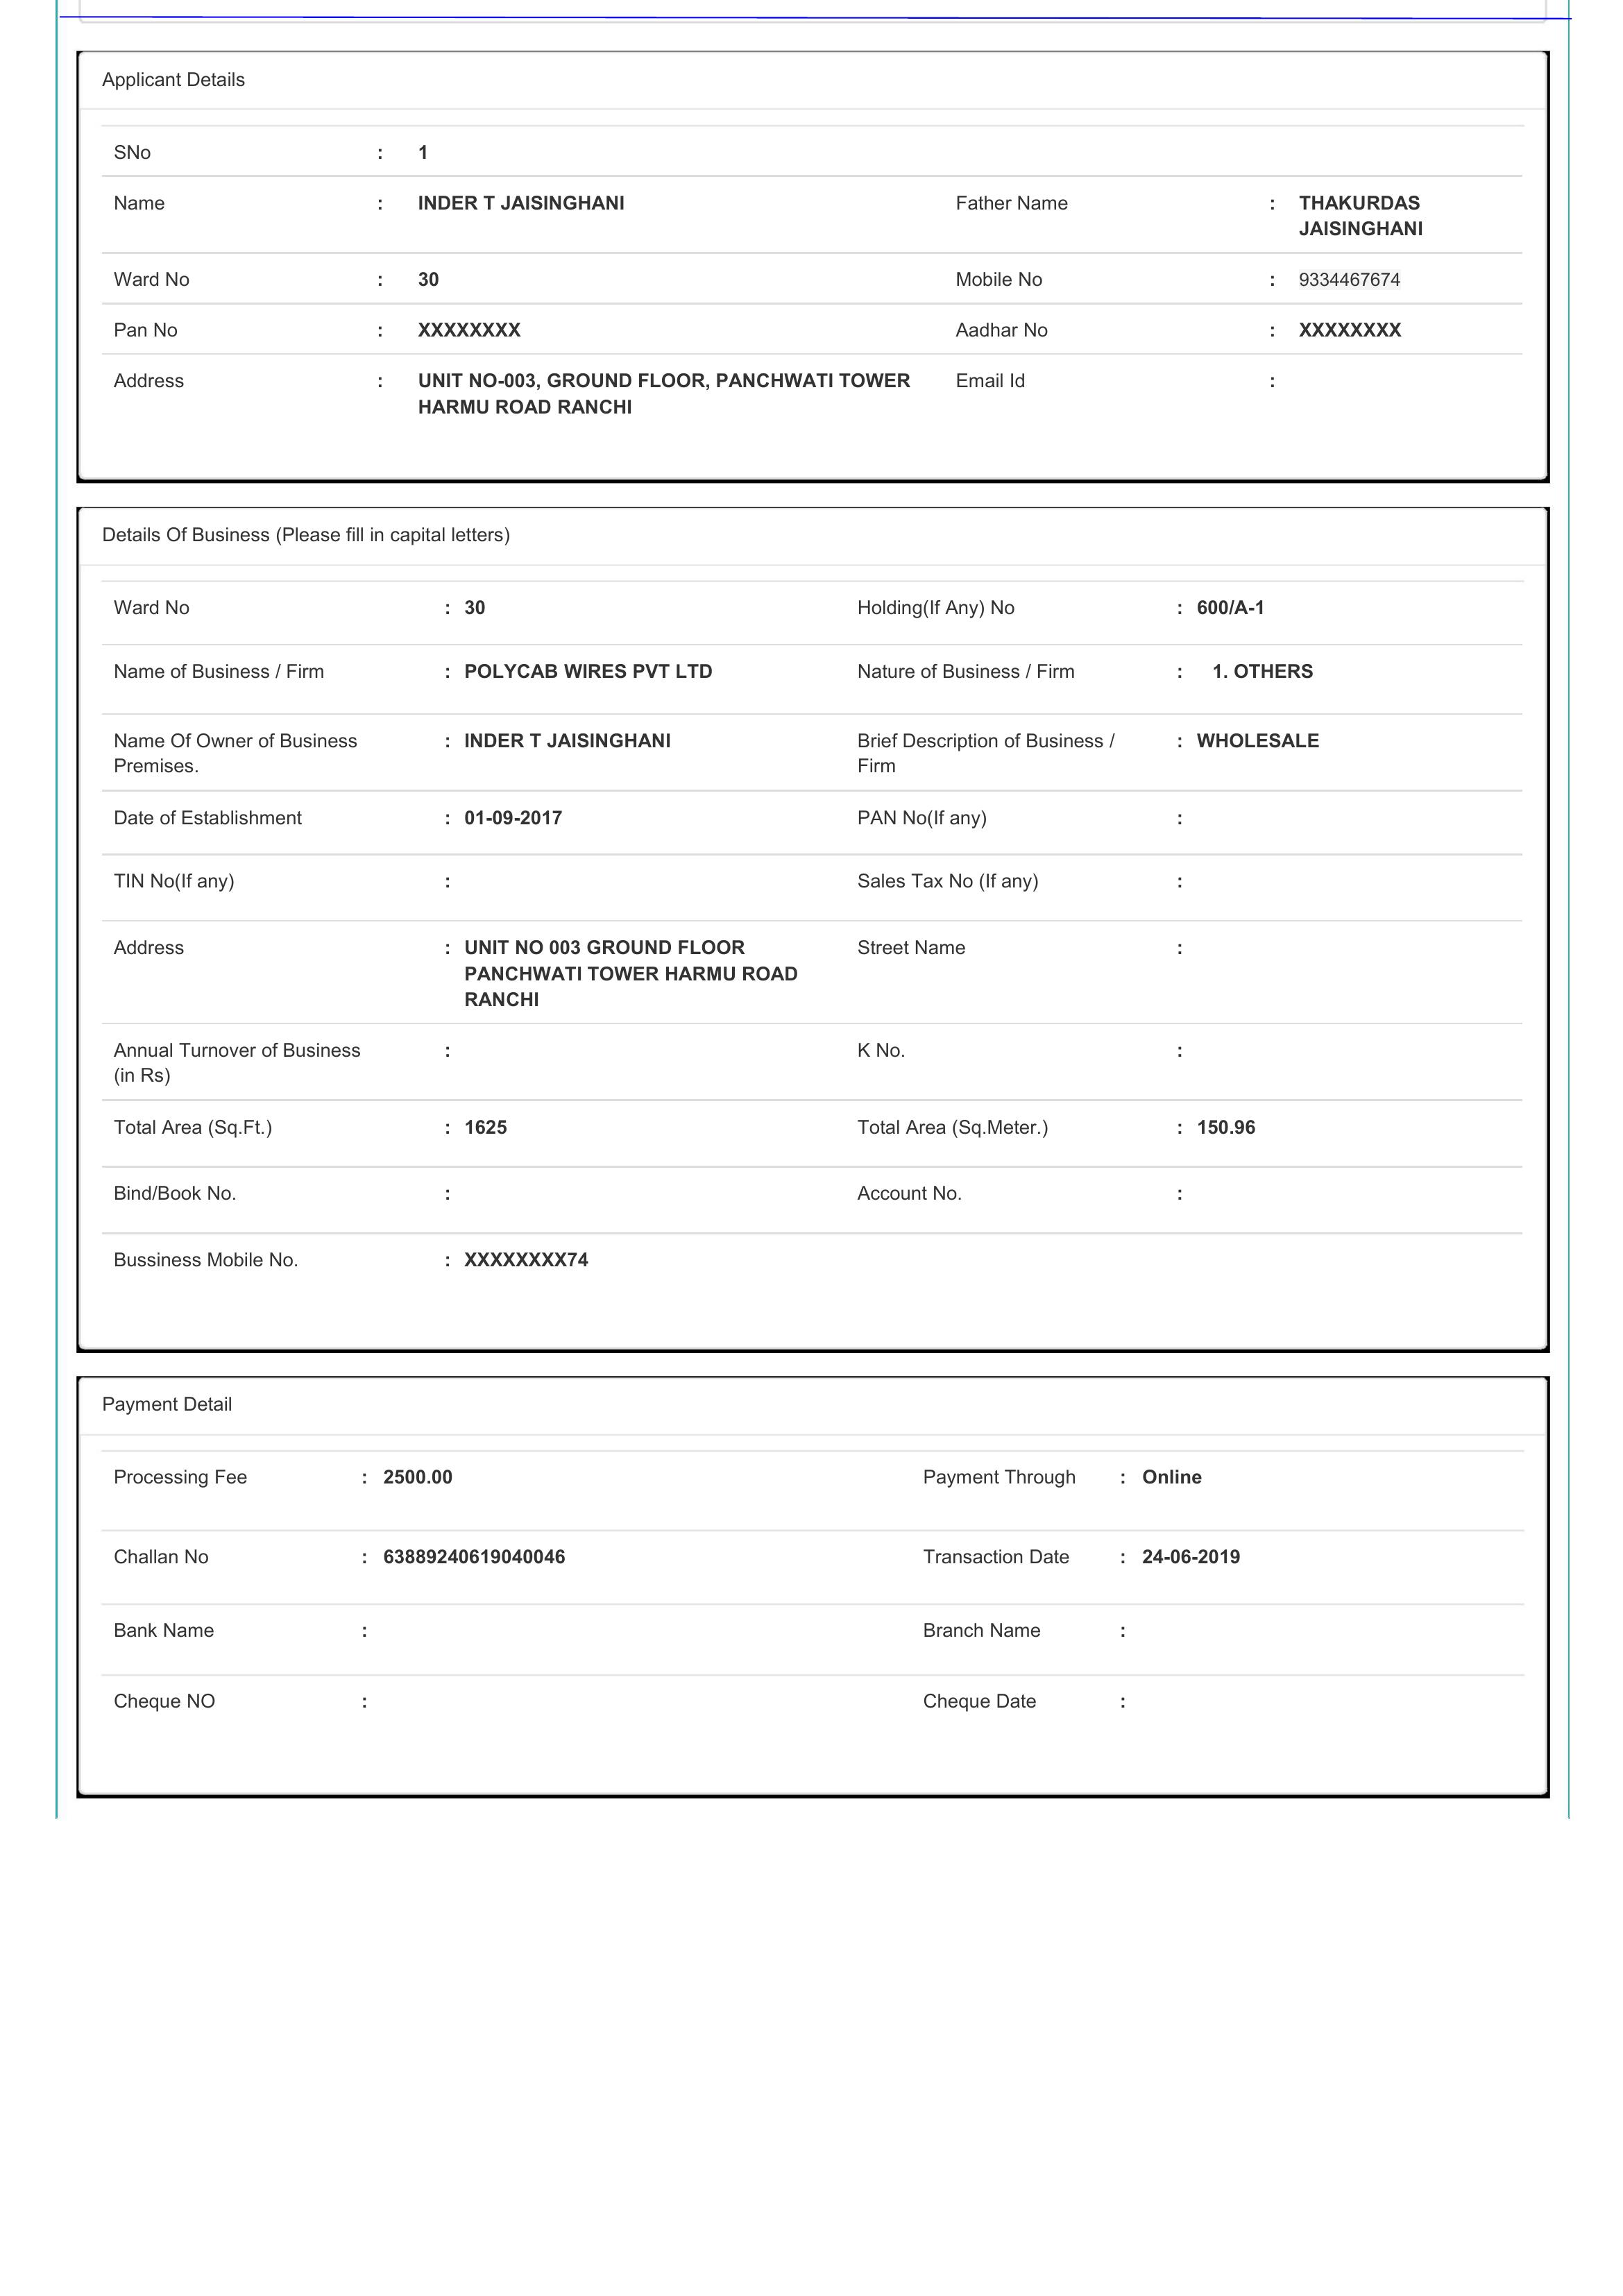 Applicant Details
SNo : 1
Name : INDER T JAISINGHANI Father Name : THAKURDAS
JAISINGHANI
Ward No : 30 Mobile No : 9334467674
Pan No : XXXXXXXX Aadhar No : XXXXXXXX
Address : UNIT NO-003, GROUND FLOOR, PANCHWATI TOWER Email Id :
HARMU ROAD RANCHI
Details Of Business (Please fill in capital letters)
Ward No : 30 Holding(If Any) No : 600/A-1
Name of Business / Firm : POLYCAB WIRES PVT LTD Nature of Business / Firm : 1. OTHERS
Name Of Owner of Business : INDER T JAISINGHANI Brief Description of Business / : WHOLESALE
Premises. Firm
Date of Establishment : 01-09-2017 PAN No(If any) :
TIN No(If any) : Sales Tax No (If any) :
Address : UNIT NO 003 GROUND FLOOR Street Name :
PANCHWATI TOWER HARMU ROAD
RANCHI
Annual Turnover of Business : K No. :
(in Rs)
Total Area (Sq.Ft.) : 1625 Total Area (Sq.Meter.) : 150.96
Bind/Book No. : Account No. :
Bussiness Mobile No. : XXXXXXXX74
Payment Detail
Processing Fee : 2500.00 Payment Through : Online
Challan No : 63889240619040046 Transaction Date : 24-06-2019
Bank Name : Branch Name :
Cheque NO : Cheque Date :